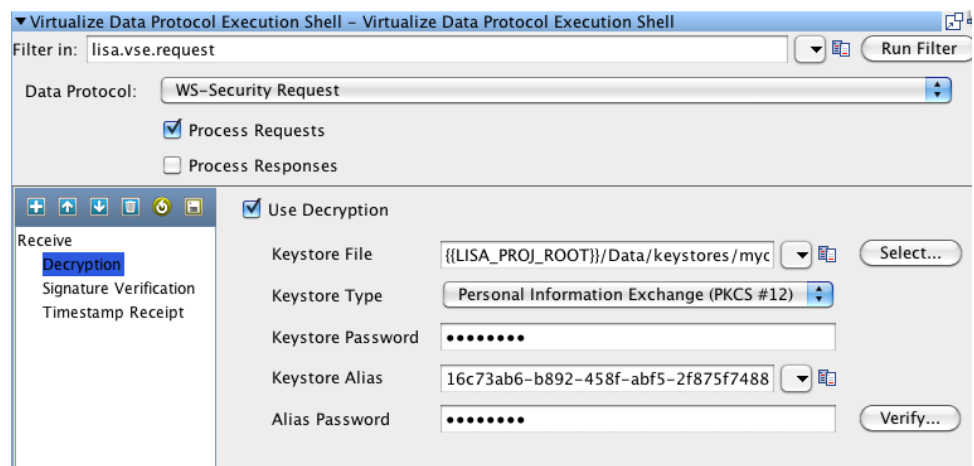 Virtualize Data Protocol Execution Shell – Virtualize Data Protocol Execution Shell
Filter in: lisa.vse.request Run Filter
Data Protocol: WS–Security Request
Process Requests
Process Responses
Receive
Decryption
Signature Verification
Timestamp Receipt
Use Decryption
Keystore File {{LISA_PROJ_ROOT}}/Data/keystores/myc Select...
Keystore Type Personal Information Exchange (PKCS #12)
Keystore Password ••••••••
Keystore Alias 16c73ab6–b892–458f–abf5–2f875f7488
Alias Password •••••••• Verify...